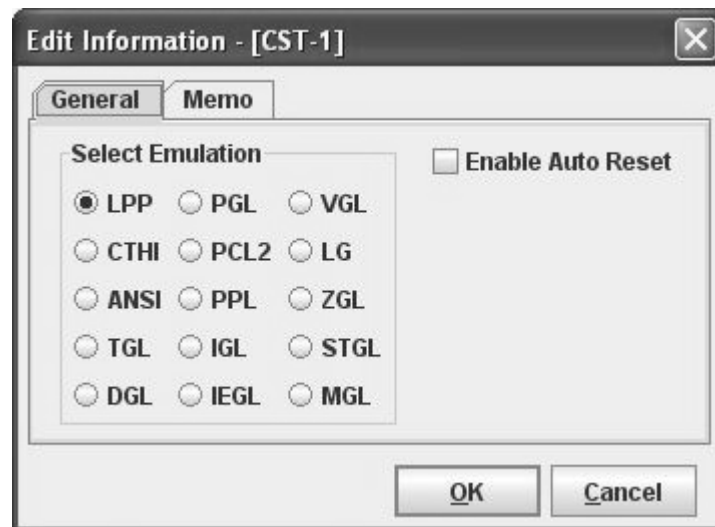 Edit Information - [CST-1]
General Memo
Select Emulation
Enable Auto Reset
LPP PGL VGL
CTHI PCL2 LG
ANSI PPL ZGL
TGL IGL STGL
DGL IEGL MGL
OK Cancel